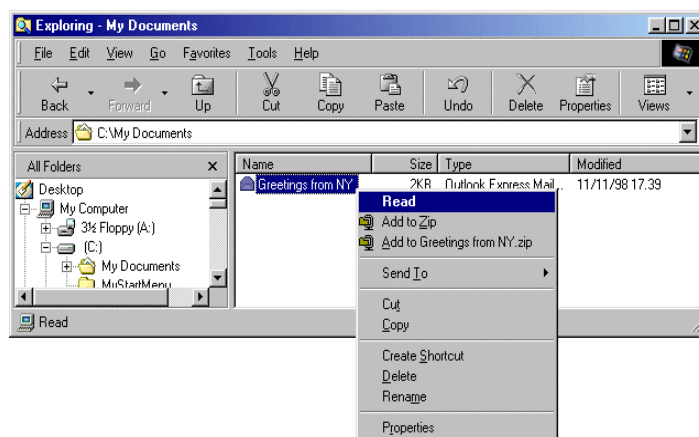 Exploring - My Documents
File Edit View Go Favorites Tools Help
Back Forward Up Cut Copy Paste Undo Delete Properties Views
Address C:\My Documents
All Folders x Name Size Type Modified
Desktop Greetings from NY 2KB Outlook Express Mail... 11/11/98 17.39
My Computer Read
3½ Floppy (A:) Add to Zip
(C:) Add to Greetings from NY.zip
My Documents Send To
MyStartMenu Cut
Read Copy
Create Shortcut
Delete
Rename
Properties